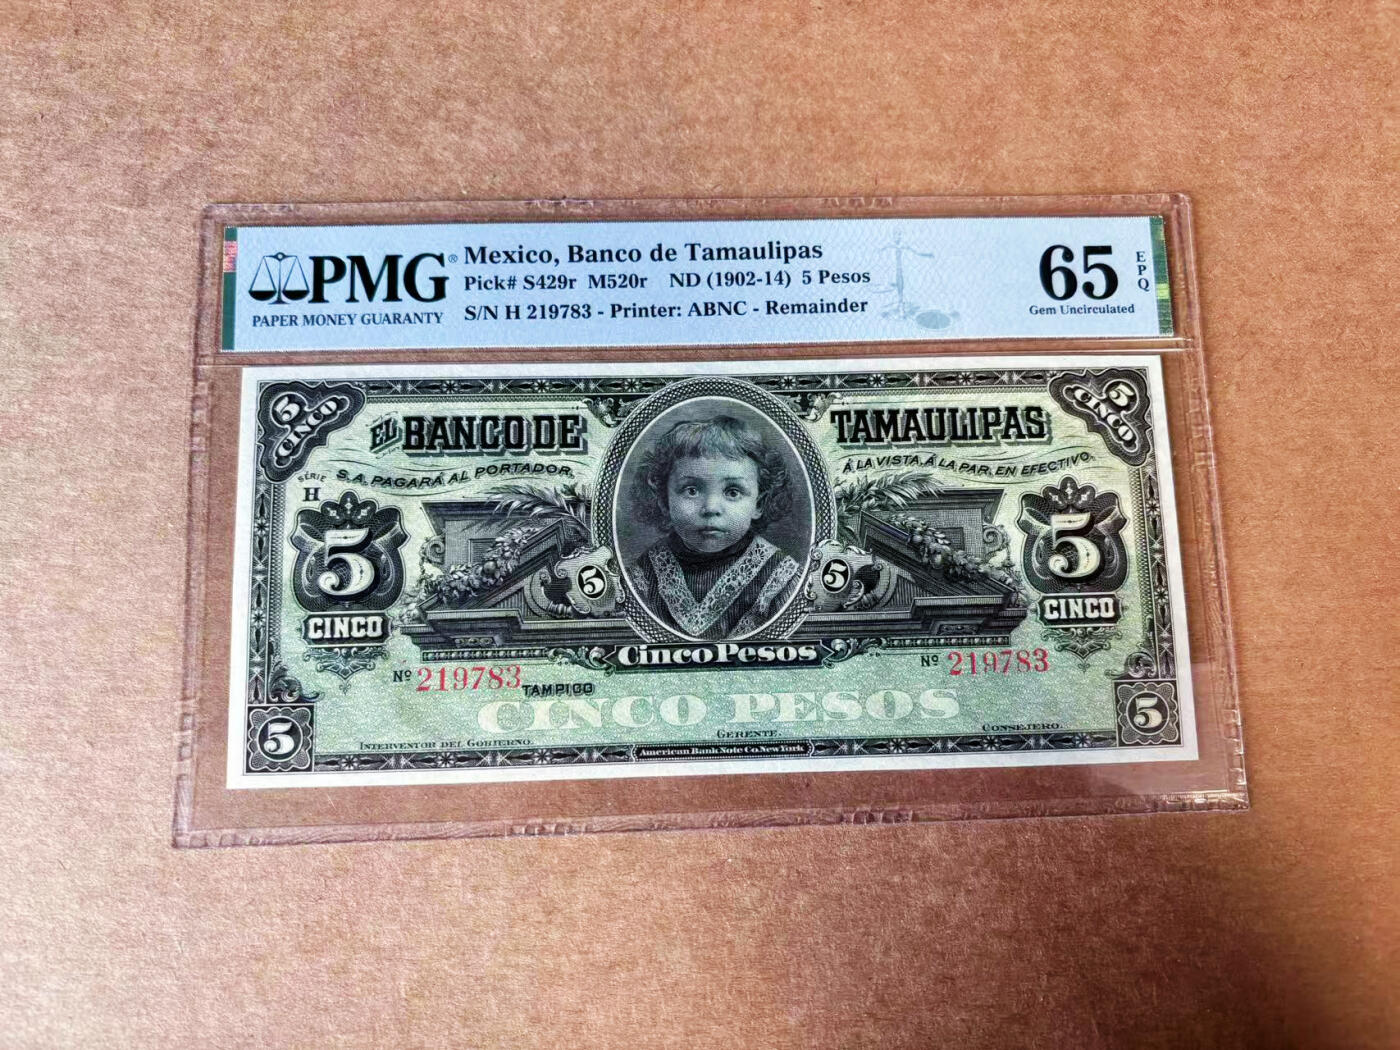 PMG®
PAPER MONEY GUARANTY
Mexico, Banco de Tamaulipas
Pick# S429r M520r ND (1902-14) 5 Pesos
S/N H 219783 - Printer: ABNC - Remainder
65
EPQ
Gem Uncirculated
5
CINCO
5
CINCO
EL BANCO DE TAMAULIPAS
SÉRIE
H
S.A. PAGARÁ AL PORTADOR,
Á LA VISTA, Á LA PAR, EN EFECTIVO.
5
CINCO
5
5
5
CINCO
Cinco Pesos
Nº 219783
TAMPICO
Nº 219783
CINCO PESOS
5
INTERVENTOR DEL GOBIERNO.
GERENTE.
CONSEJERO.
5
American Bank Note Co. New York